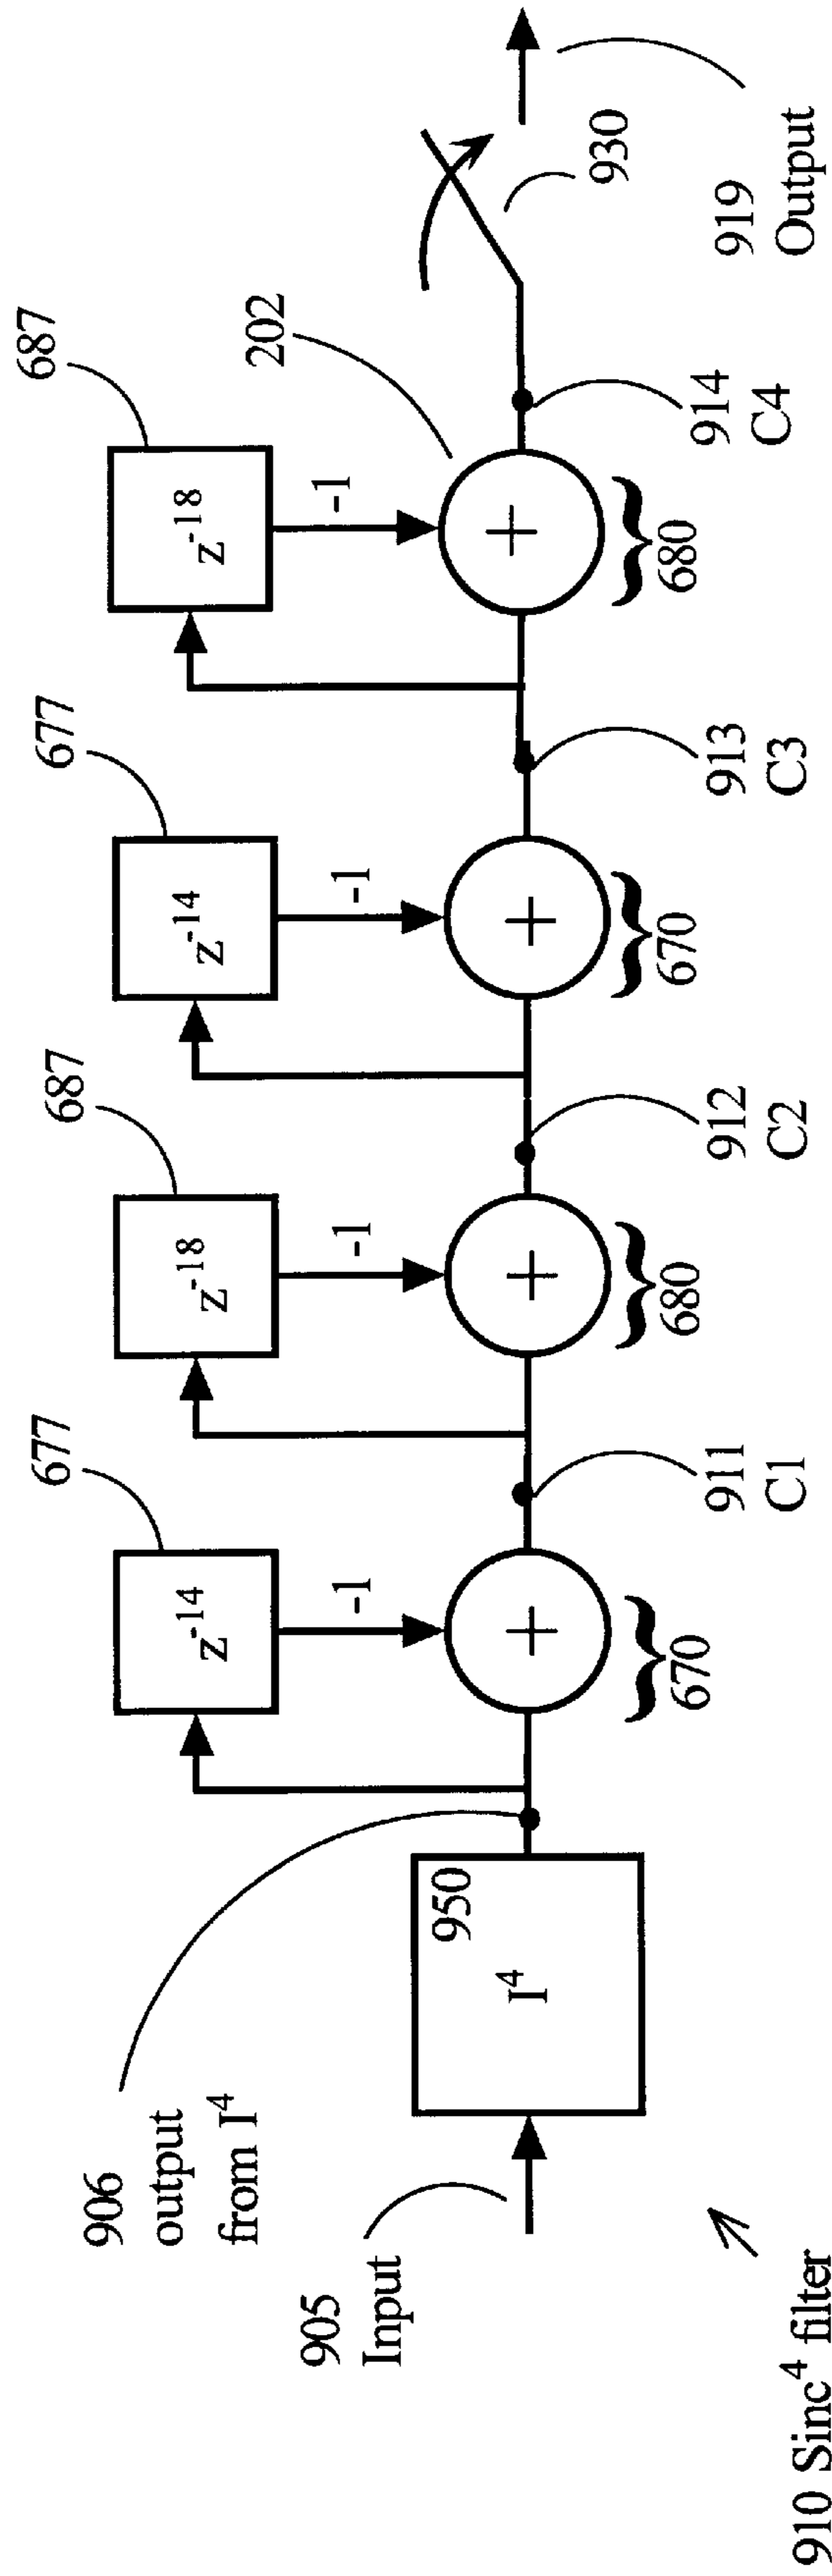 687
677
687
677
202
z-18
z-14
z-18
z-14
-1
-1
-1
-1
906
output
from I4
905
Input
950
I4
+
+
+
+
670
680
670
680
911
C1
912
C2
913
C3
914
C4
930
919
Output
910 Sinc4 filter